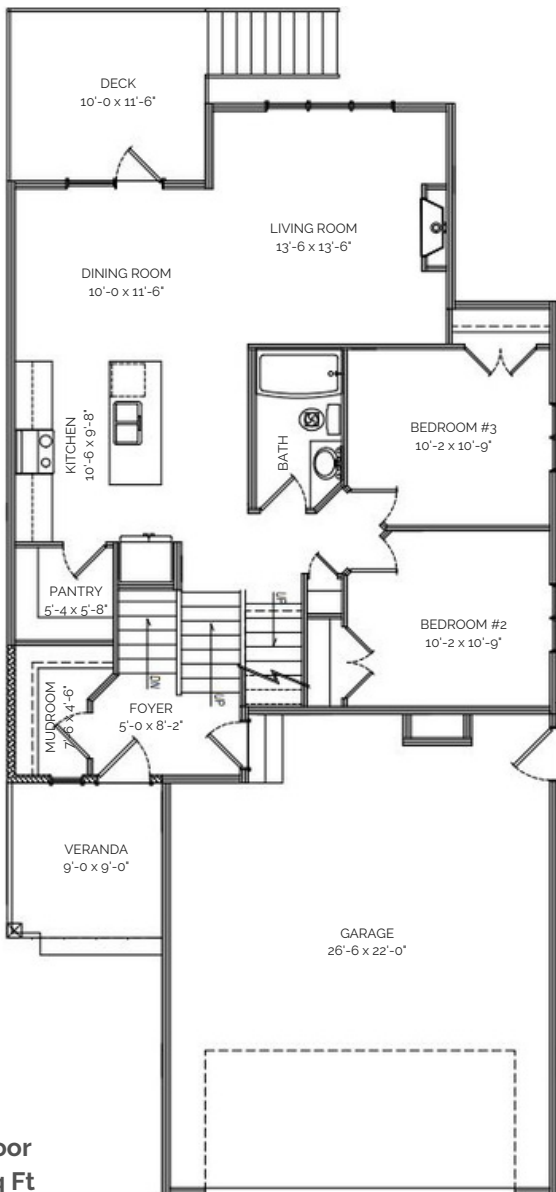 DECK
10'-0 x 11'-6"
LIVING ROOM
13'-6 x 13'-6"
DINING ROOM
10'-0 x 11'-6"
KITCHEN
10'-6 x 9'-8"
BATH
BEDROOM #3
10'-2 x 10'-9"
PANTRY
5'-4 x 5'-8"
UP
BEDROOM #2
10'-2 x 10'-9"
DN
UP
MUDROOM
7'-6 x 4'-6"
FOYER
5'-0 x 8'-2"
VERANDA
9'-0 x 9'-0"
GARAGE
26'-6 x 22'-0"
Ft